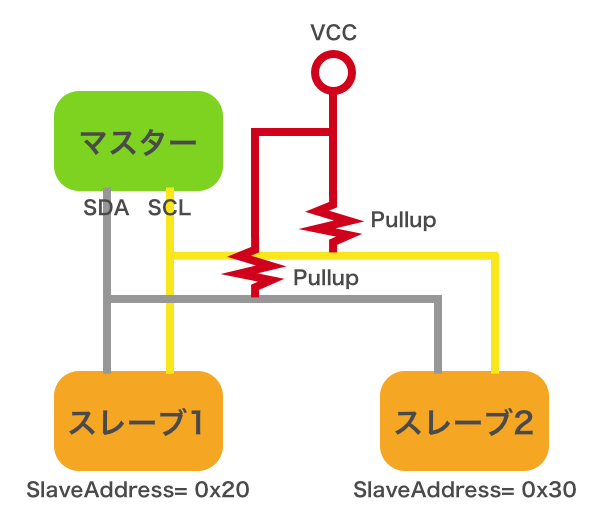 VCC
マスター
SDA
SCL
Pullup
Pullup
スレーブ1
スレーブ2
SlaveAddress= 0x20
SlaveAddress= 0x30